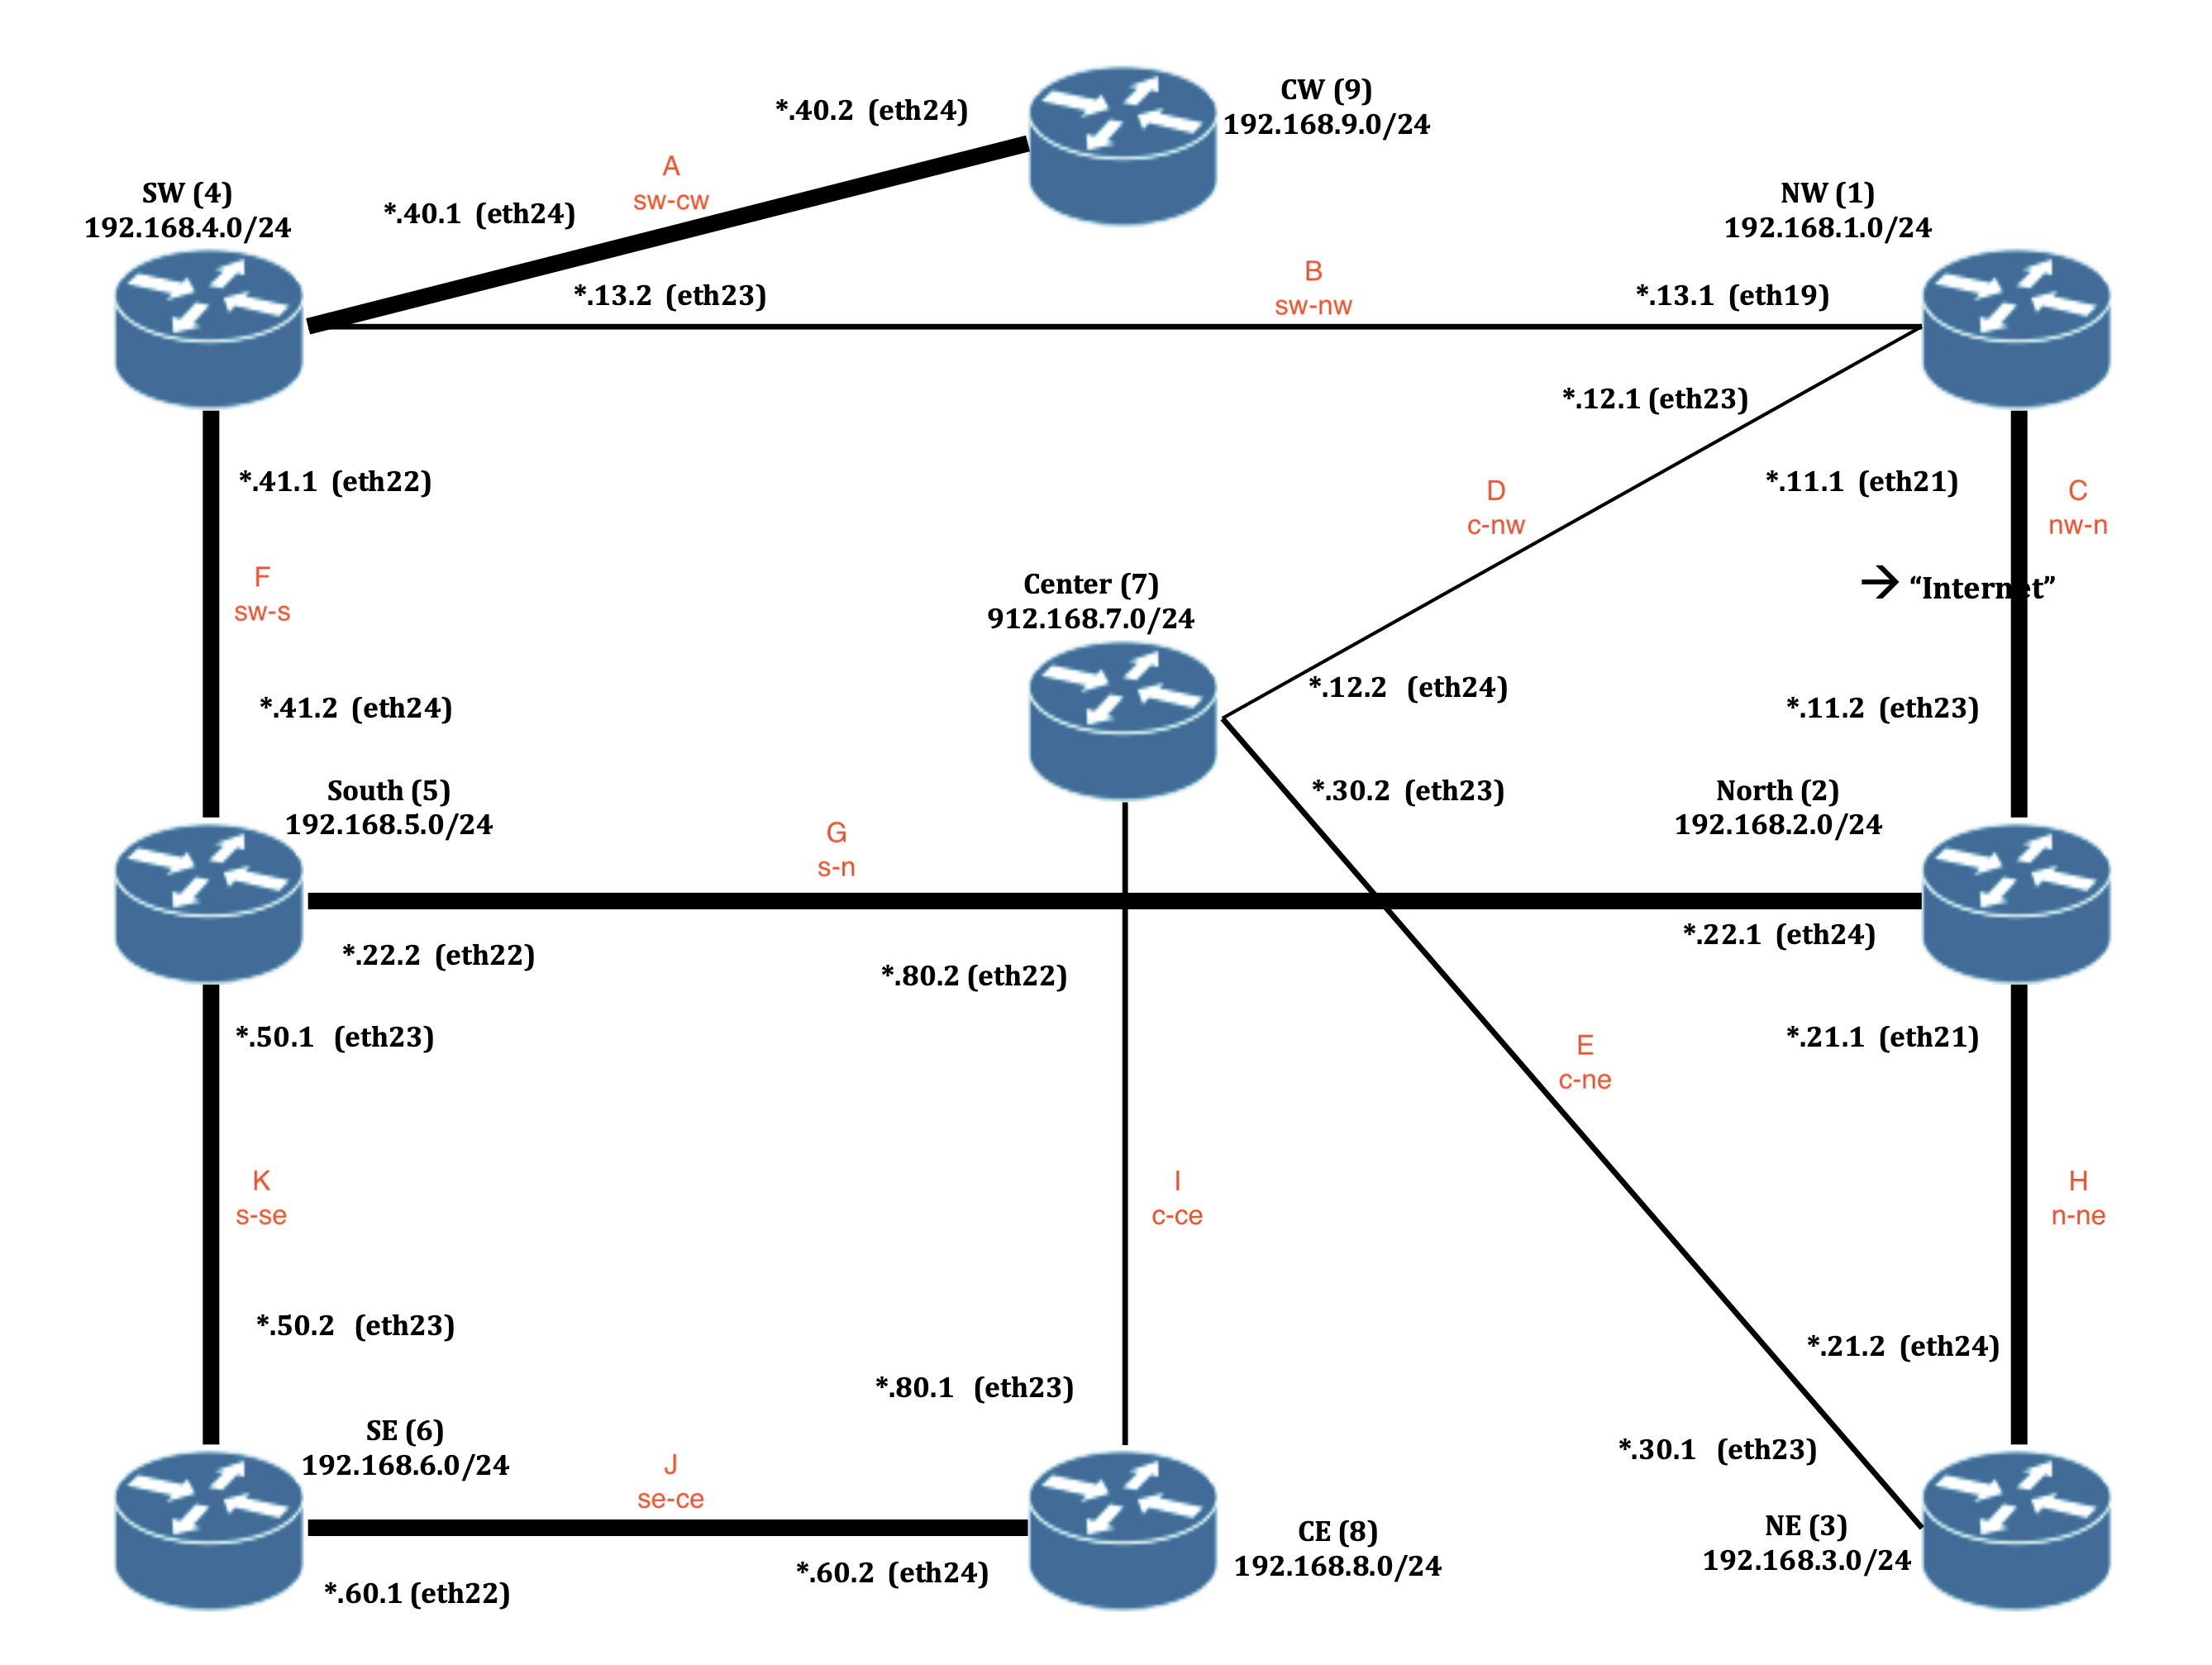 CW (9)
192.168.9.0/24
*.40.2 (eth24)
A
sw-cw
SW (4)
192.168.4.0/24
*.40.1 (eth24)
NW (1)
192.168.1.0/24
*.13.2 (eth23)
B
sw-nw
*.13.1 (eth19)
*.12.1 (eth23)
*.41.1 (eth22)
D
c-nw
*.11.1 (eth21)
C
nw-n
F
sw-s
Center (7)
912.168.7.0/24
→ “Internet”
*.41.2 (eth24)
*.12.2 (eth24)
*.11.2 (eth23)
South (5)
192.168.5.0/24
*.30.2 (eth23)
North (2)
192.168.2.0/24
G
s-n
*.22.2 (eth22)
*.80.2 (eth22)
*.22.1 (eth24)
*.50.1 (eth23)
E
c-ne
*.21.1 (eth21)
K
s-se
I
c-ce
H
n-ne
*.50.2 (eth23)
*.80.1 (eth23)
*.21.2 (eth24)
SE (6)
192.168.6.0/24
J
se-ce
*.30.1 (eth23)
*.60.1 (eth22)
*.60.2 (eth24)
CE (8)
192.168.8.0/24
NE (3)
192.168.3.0/24